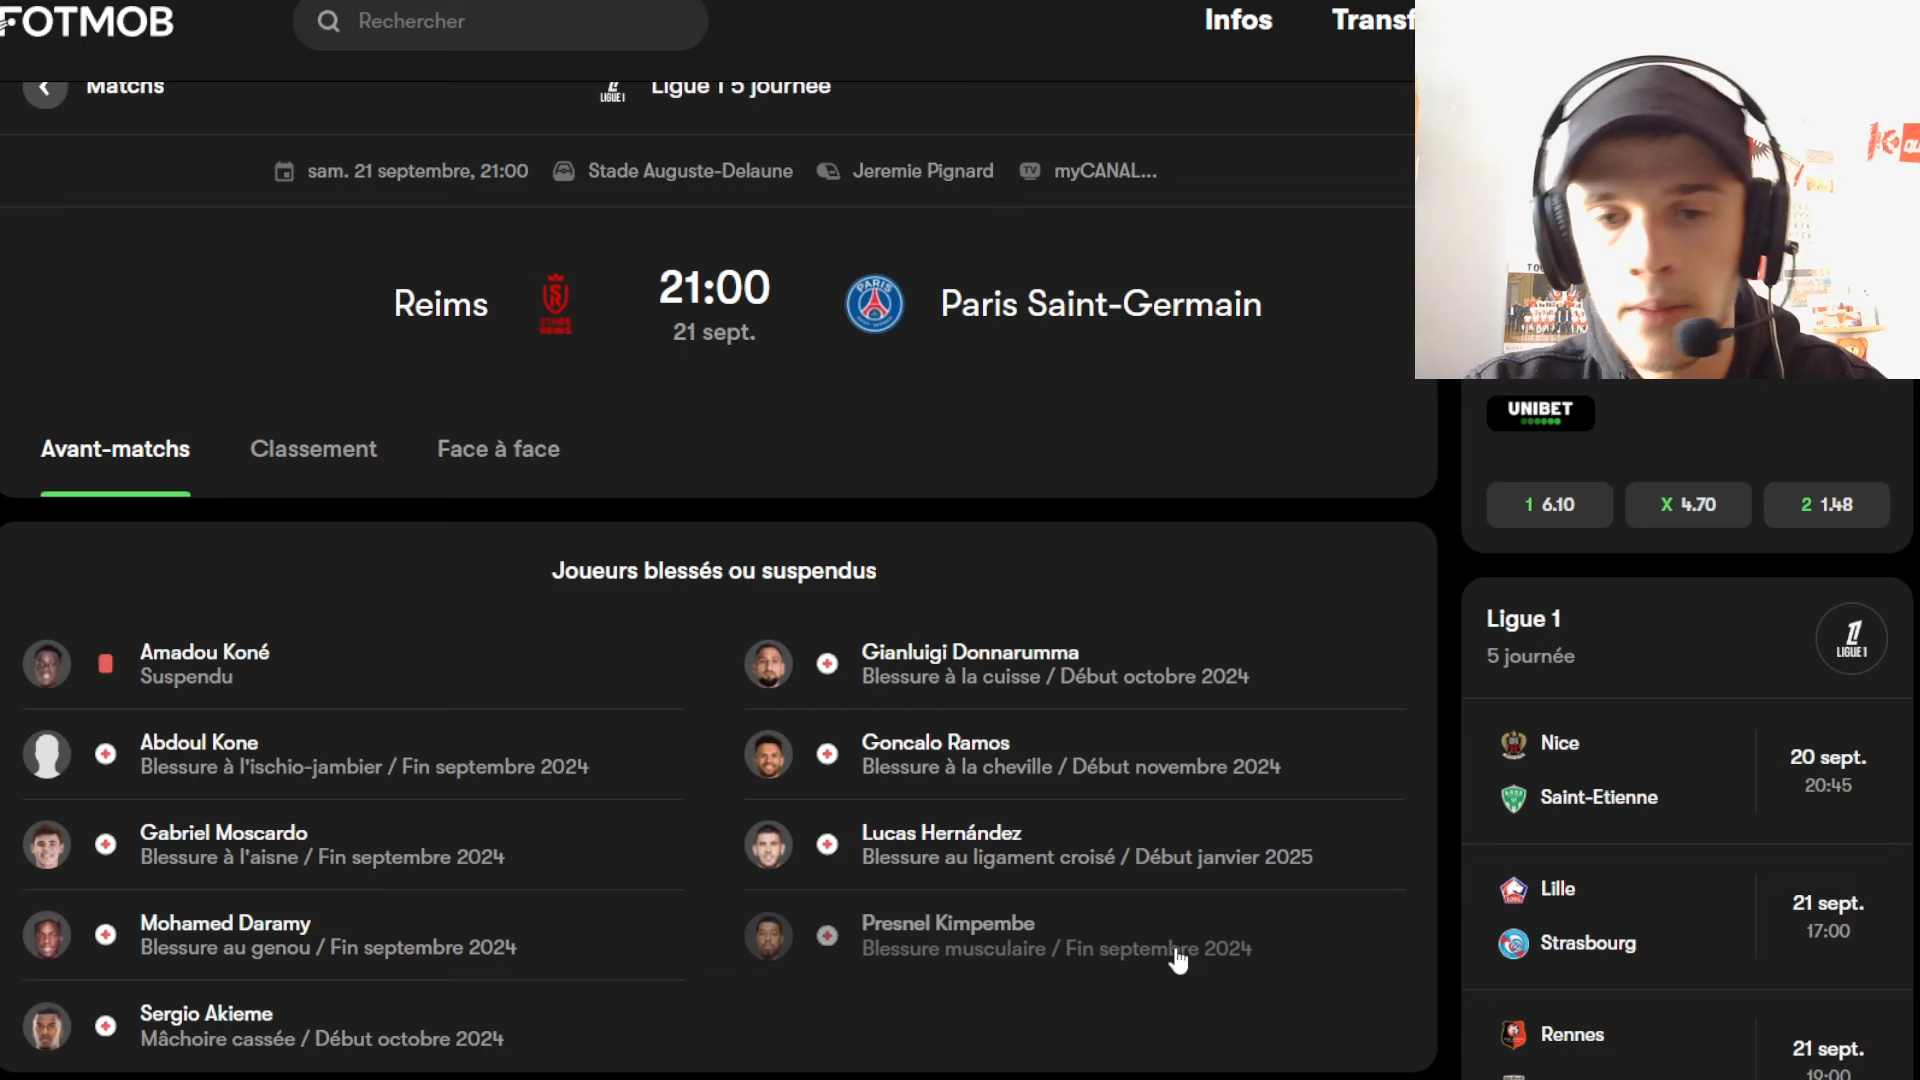 FOTMOB
Rechercher
Infos
Transf
Matchs
Ligue 1 5 journée
sam. 21 septembre, 21:00
Stade Auguste-Delaune
Jeremie Pignard
myCANAL...
Reims
21:00
21 sept.
Paris Saint-Germain
Avant-matchs
Classement
Face à face
Joueurs blessés ou suspendus
Amadou Koné
Suspendu
Abdoul Kone
Blessure à l'ischio-jambier / Fin septembre 2024
Gabriel Moscardo
Blessure à l'aisne / Fin septembre 2024
Mohamed Daramy
Blessure au genou / Fin septembre 2024
Sergio Akieme
Mâchoire cassée / Début octobre 2024
Gianluigi Donnarumma
Blessure à la cuisse / Début octobre 2024
Goncalo Ramos
Blessure à la cheville / Début novembre 2024
Lucas Hernández
Blessure au ligament croisé / Début janvier 2025
Presnel Kimpembe
Blessure musculaire / Fin septembre 2024
UNIBET
1 6.10
X 4.70
2 1.48
Ligue 1
5 journée
LIGUE 1
Nice
Saint-Etienne
20 sept.
20:45
Lille
Strasbourg
21 sept.
17:00
Rennes
21 sept.
19:00